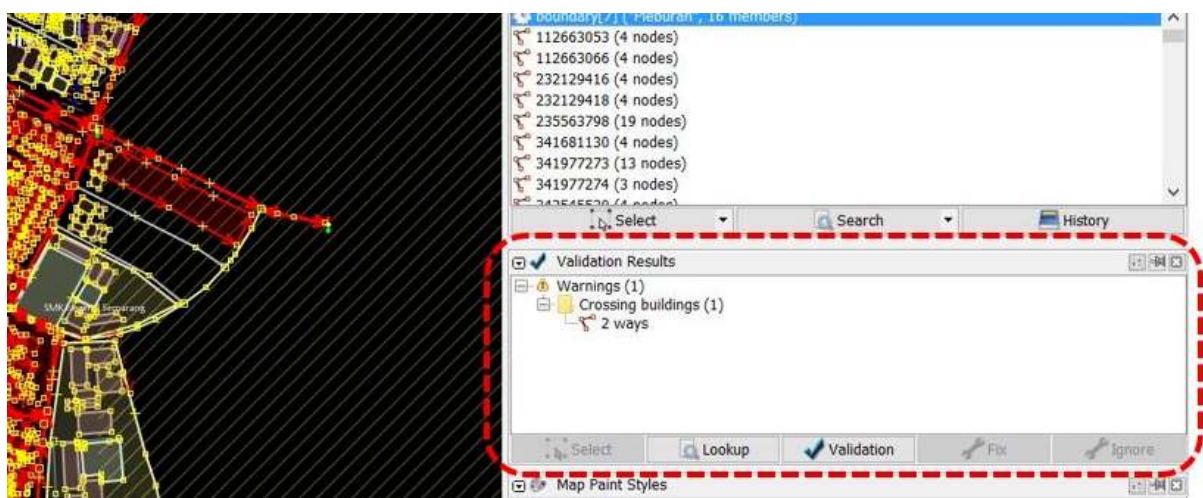 boundary[7] ("Pleburan", 16 members)
112663053 (4 nodes)
112663066 (4 nodes)
232129416 (4 nodes)
232129418 (4 nodes)
235563798 (19 nodes)
341681130 (4 nodes)
341977273 (13 nodes)
341977274 (3 nodes)
Select Search History
Validation Results
Warnings (1)
Crossing buildings (1)
2 ways
Select Lookup Validation Fix Ignore
Map Paint Styles
Semarang